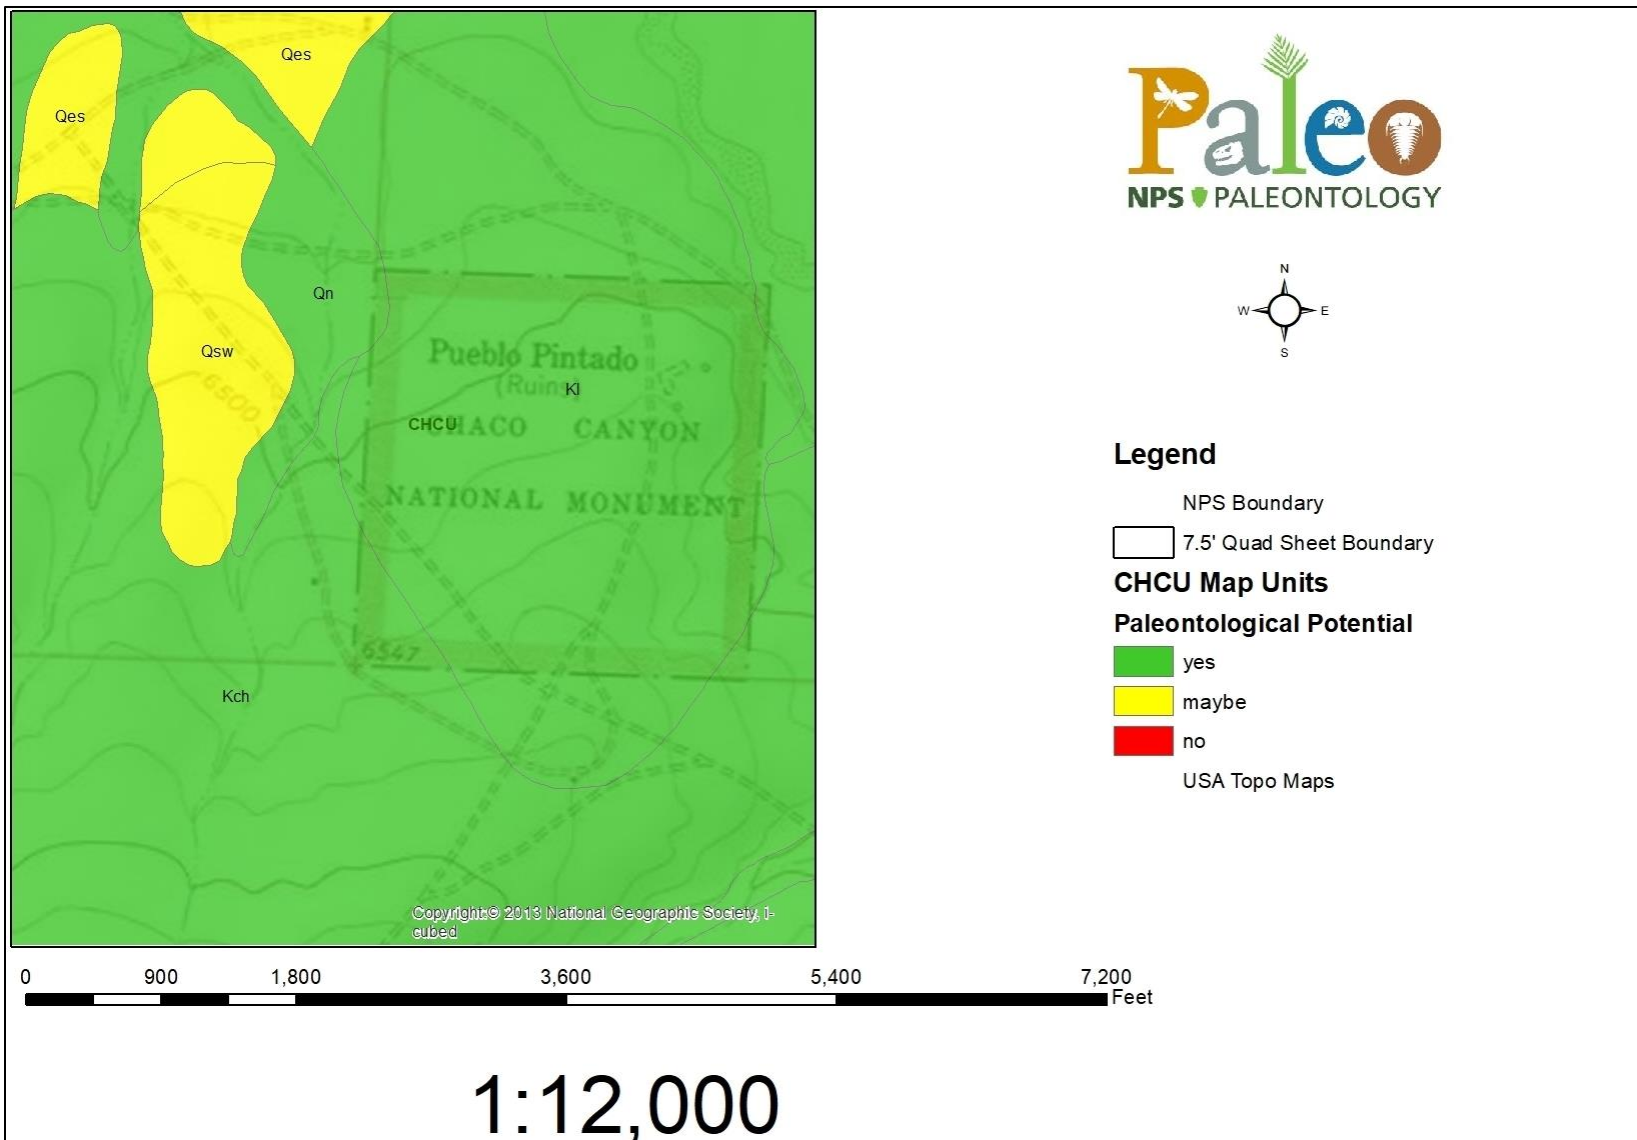 Qes
Qes
Qn
Qsw
6500
Pueblo Pintado
(Ruins)
Kl
CHCU
CHACO CANYON
NATIONAL MONUMENT
6547
Kch
Copyright:© 2013 National Geographic Society, i-
cubed
0 900 1,800 3,600 5,400 7,200
Feet
1:12,000
Paleo
NPS PALEONTOLOGY
N
W E
S
Legend
NPS Boundary
7.5' Quad Sheet Boundary
CHCU Map Units
Paleontological Potential
yes
maybe
no
USA Topo Maps